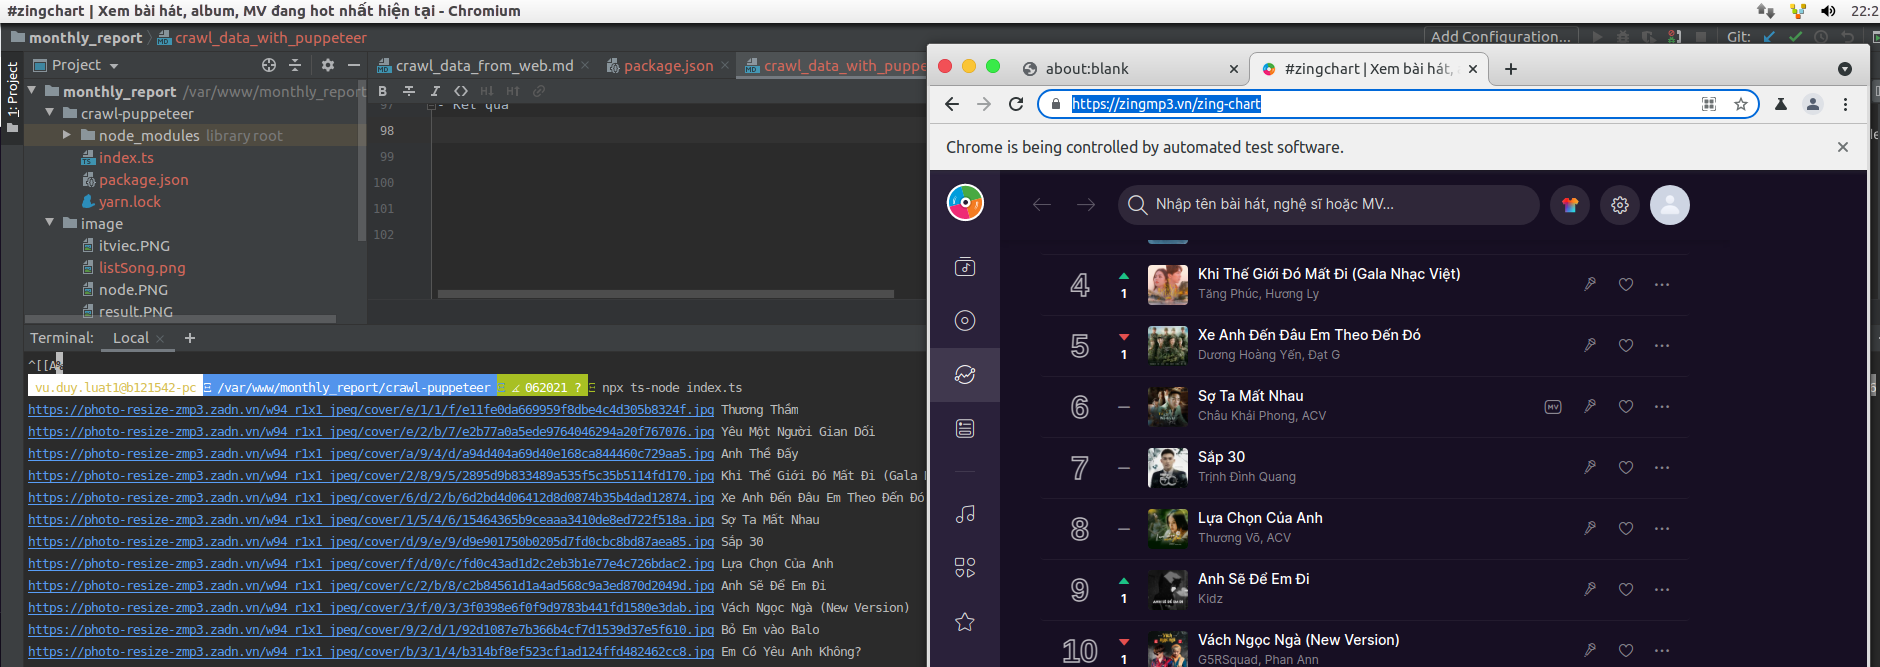 #zingchart | Xem bài hát, album, MV đang hot nhất hiện tại - Chromium
22:2
monthly_report
crawl_data_with_puppeteer
Add Configuration...
Git:
1: Project
Project
monthly_report /var/www/monthly_report
crawl-puppeteer
node_modules library root
index.ts
package.json
yarn.lock
image
itviec.PNG
listSong.png
node.PNG
result.PNG
crawl_data_from_web.md
package.json
crawl_data_with_puppe
B I <> H↓ H↑
97 - Kết quả
98
99
100
101
102
Terminal: Local +
^[[A%
vu.duy.luat1@b121542-pc /var/www/monthly_report/crawl-puppeteer 062021 ? npx ts-node index.ts
https://photo-resize-zmp3.zadn.vn/w94_r1x1_jpeg/cover/e/1/1/f/e11fe0da669959f8dbe4c4d305b8324f.jpg Thương Thầm
https://photo-resize-zmp3.zadn.vn/w94_r1x1_jpeg/cover/e/2/b/7/e2b77a0a5ede9764046294a20f767076.jpg Yêu Một Người Gian Dối
https://photo-resize-zmp3.zadn.vn/w94_r1x1_jpeg/cover/a/9/4/d/a94d404a69d40e168ca844460c729aa5.jpg Anh Thề Đấy
https://photo-resize-zmp3.zadn.vn/w94_r1x1_jpeg/cover/2/8/9/5/2895d9b833489a535f5c35b5114fd170.jpg Khi Thế Giới Đó Mất Đi (Gala
https://photo-resize-zmp3.zadn.vn/w94_r1x1_jpeg/cover/6/d/2/b/6d2bd4d06412d8d0874b35b4dad12874.jpg Xe Anh Đến Đâu Em Theo Đến Đó
https://photo-resize-zmp3.zadn.vn/w94_r1x1_jpeg/cover/1/5/4/6/15464365b9ceaaa3410de8ed722f518a.jpg Sợ Ta Mất Nhau
https://photo-resize-zmp3.zadn.vn/w94_r1x1_jpeg/cover/d/9/e/9/d9e901750b0205d7fd0cbc8bd87aea85.jpg Sắp 30
https://photo-resize-zmp3.zadn.vn/w94_r1x1_jpeg/cover/f/d/0/c/fd0c43ad1d2c2eb3b1e77e4c726bdac2.jpg Lựa Chọn Của Anh
https://photo-resize-zmp3.zadn.vn/w94_r1x1_jpeg/cover/c/2/b/8/c2b84561d1a4ad568c9a3ed870d2049d.jpg Anh Sẽ Để Em Đi
https://photo-resize-zmp3.zadn.vn/w94_r1x1_jpeg/cover/3/f/0/3/3f0398e6f0f9d9783b441fd1580e3dab.jpg Vách Ngọc Ngà (New Version)
https://photo-resize-zmp3.zadn.vn/w94_r1x1_jpeg/cover/9/2/d/1/92d1087e7b366b4cf7d1539d37e5f610.jpg Bỏ Em vào Balo
https://photo-resize-zmp3.zadn.vn/w94_r1x1_jpeg/cover/b/3/1/4/b314bf8ef523cf1ad124ffd482462cc8.jpg Em Có Yêu Anh Không?
about:blank
#zingchart | Xem bài hát,
https://zingmp3.vn/zing-chart
Chrome is being controlled by automated test software.
Nhập tên bài hát, nghệ sĩ hoặc MV...
4 1 Khi Thế Giới Đó Mất Đi (Gala Nhạc Việt)
Tăng Phúc, Hương Ly
5 1 Xe Anh Đến Đâu Em Theo Đến Đó
Dương Hoàng Yến, Đạt G
6 Sợ Ta Mất Nhau
Châu Khải Phong, ACV
MV
7 Sắp 30
Trịnh Đình Quang
8 Lựa Chọn Của Anh
Thương Võ, ACV
9 1 Anh Sẽ Để Em Đi
Kidz
10 1 Vách Ngọc Ngà (New Version)
G5RSquad, Phan Ann